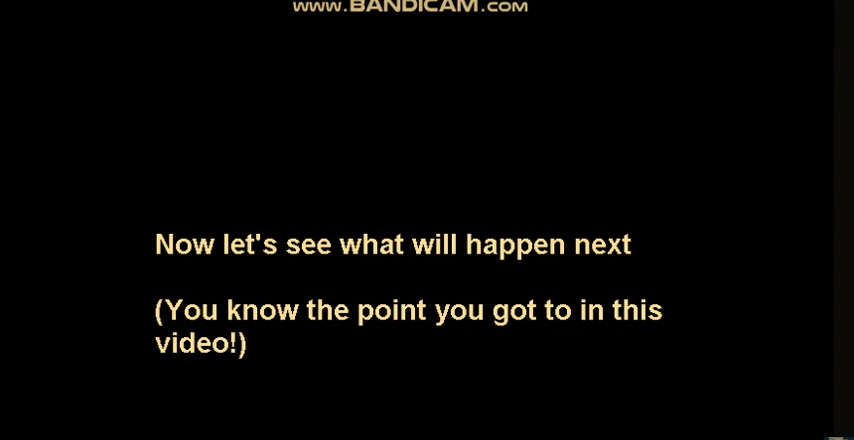 www.BANDICAM.com
Now let's see what will happen next
(You know the point you got to in this
video!)